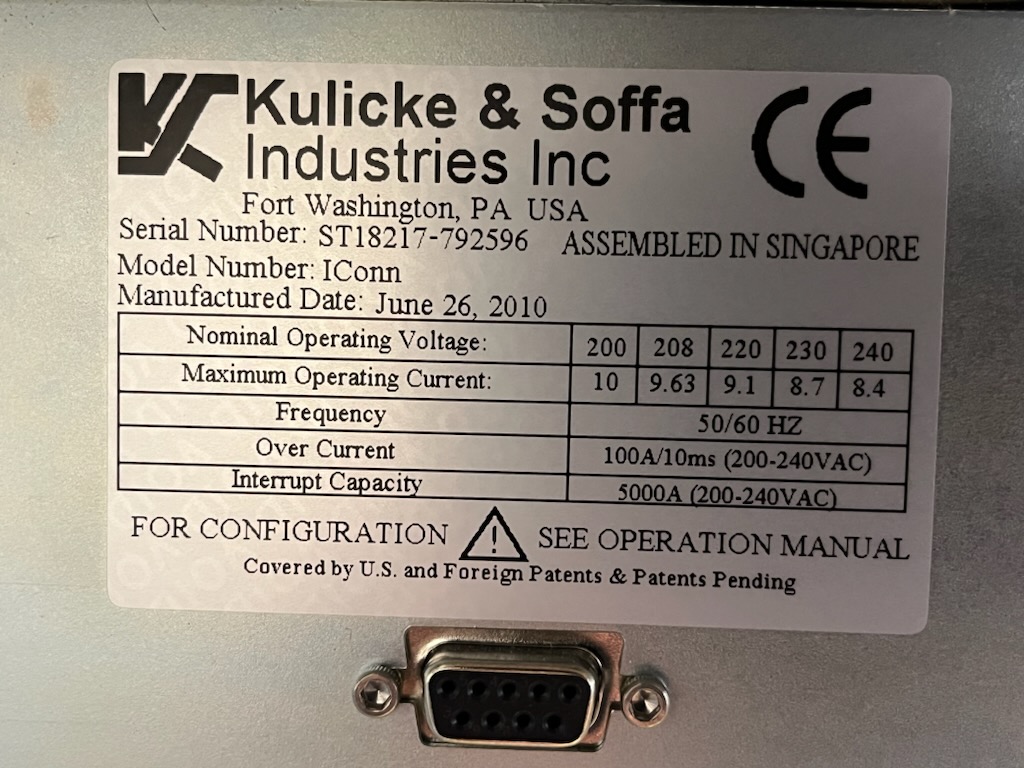 Kulicke & Soffa
Industries Inc
CE
Fort Washington, PA USA
Serial Number: ST18217-792596 ASSEMBLED IN SINGAPORE
Model Number: IConn
Manufactured Date: June 26, 2010
Nominal Operating Voltage: 200 208 220 230 240
Maximum Operating Current: 10 9.63 9.1 8.7 8.4
Frequency 50/60 HZ
Over Current 100A/10ms (200-240VAC)
Interrupt Capacity 5000A (200-240VAC)
FOR CONFIGURATION ! SEE OPERATION MANUAL
Covered by U.S. and Foreign Patents & Patents Pending